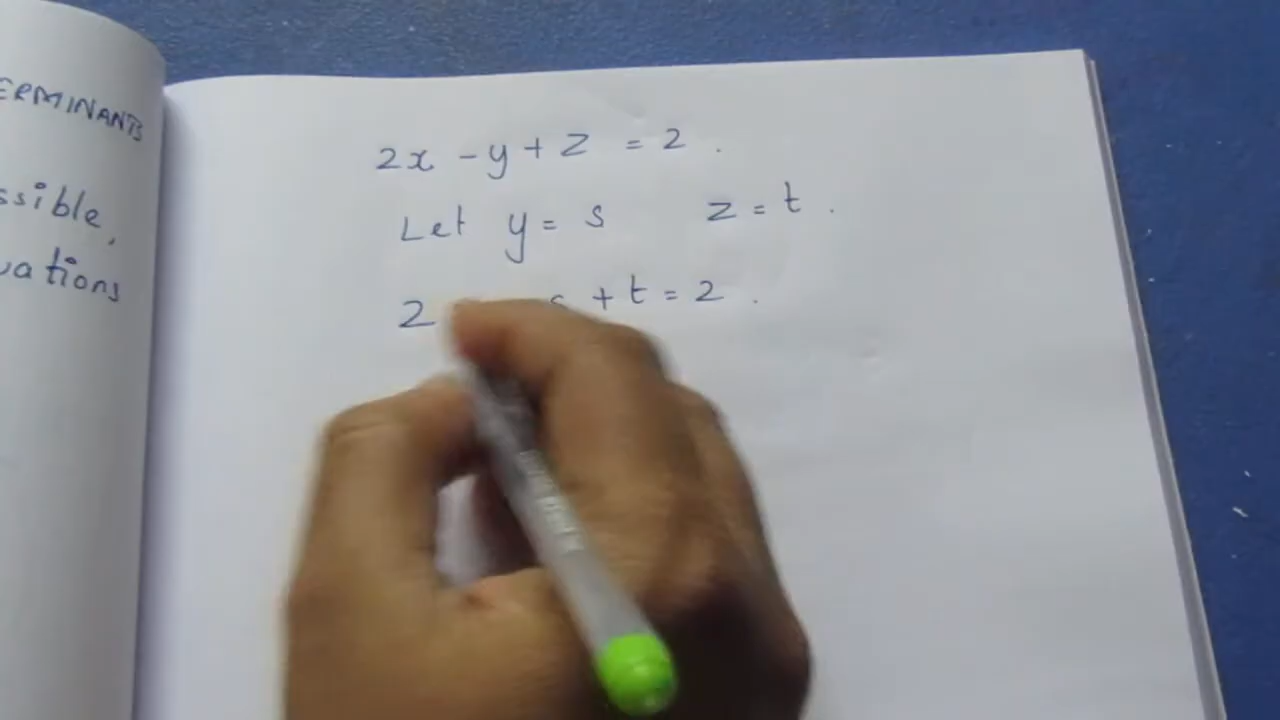 ERMINANTS
ssible,
uations
2x - y + z = 2.
Let y = s z = t.
2 s + t = 2.